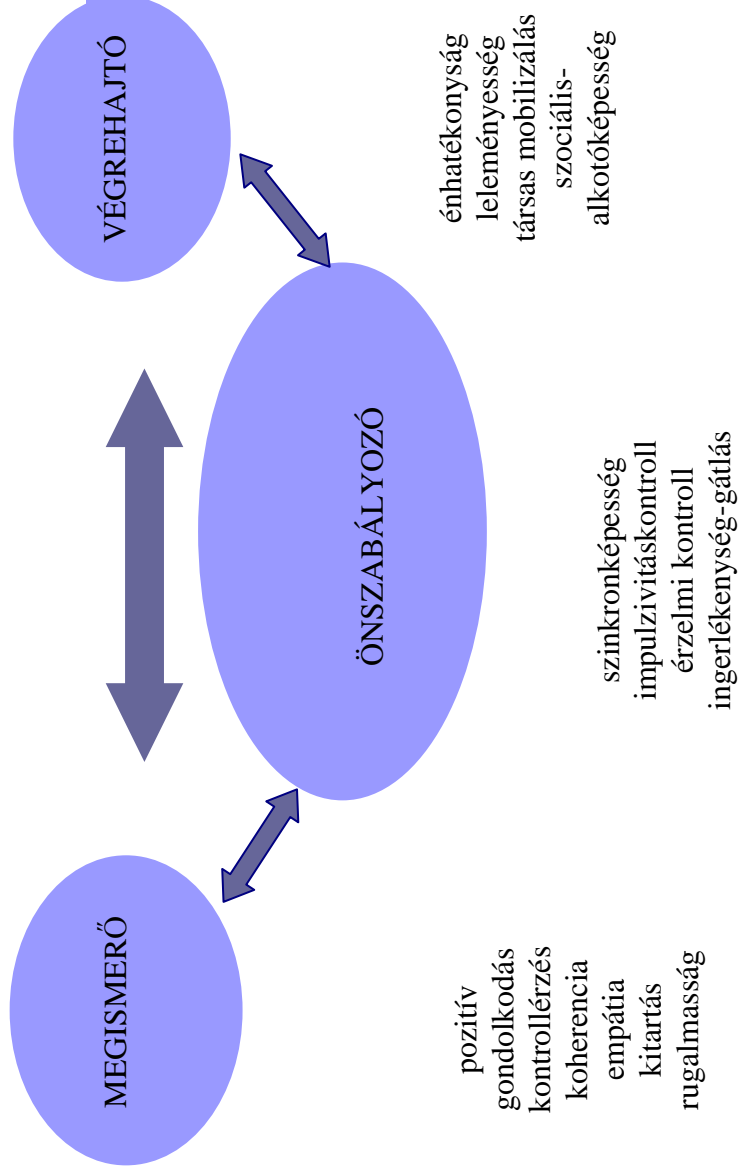 MEGISMERŐ
ÖNSZABÁLYOZÓ
VÉGREHAJTÓ
pozitív
gondolkodás
kontrollérzés
koherencia
empátia
kitartás
rugalmasság
szinkronképesség
impulzivitáskontroll
érzelmi kontroll
ingerlékenység-gátlás
énhatékonyság
leleményesség
társas mobilizálás
szociális-
alkotóképesség